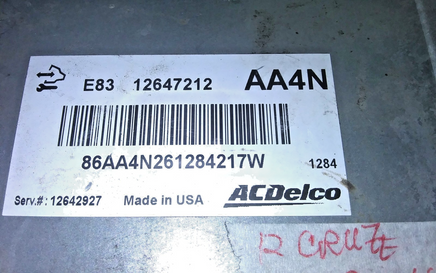 E83 12647212 AA4N
86AA4N261284217W 1284
Serv.#: 12642927 Made in USA ACDelco
12 CRUZE